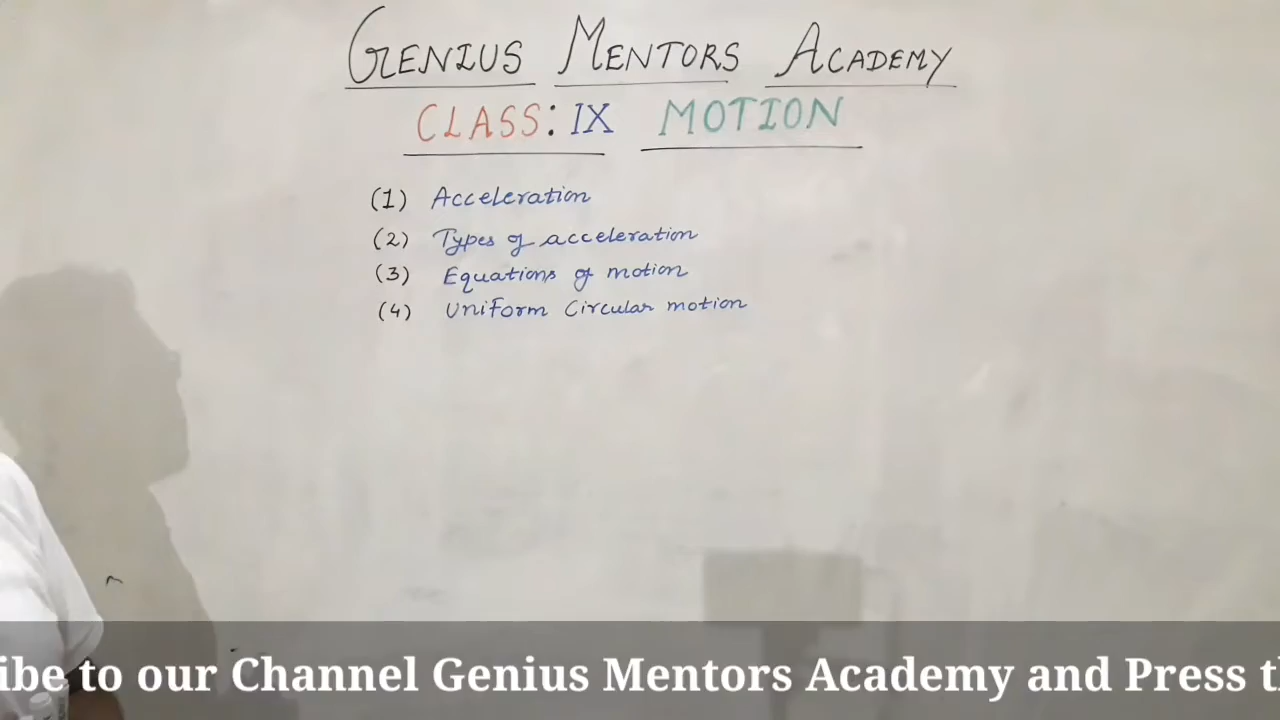 GENIUS MENTORS ACADEMY
CLASS: IX MOTION
(1) Acceleration
(2) Types of acceleration
(3) Equations of motion
(4) Uniform Circular motion
to our Channel Genius Mentors Academy and Press